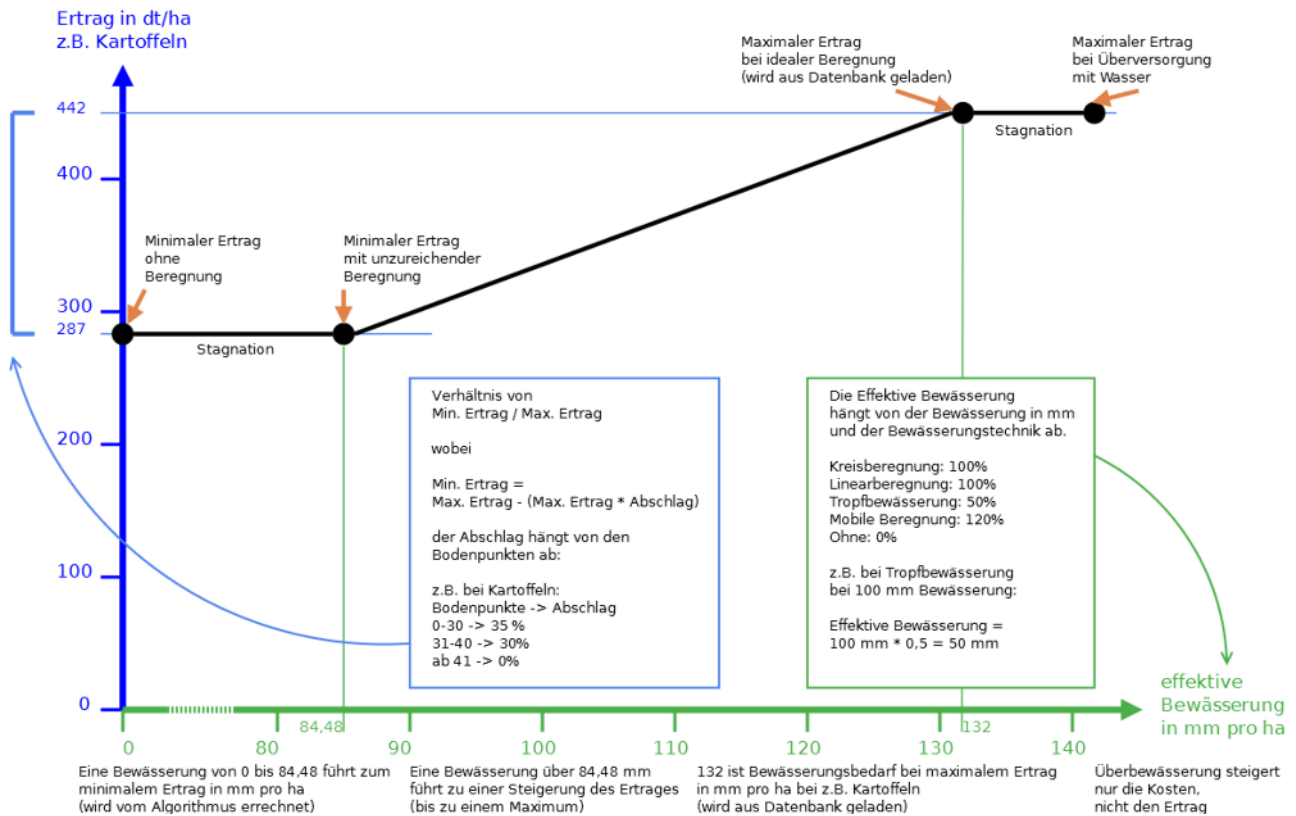 Ertrag in dt/ha
z.B. Kartoffeln
442
400
300
287
200
100
0
Minimaler Ertrag
ohne
Beregnung
Minimaler Ertrag
mit unzureichender
Beregnung
Stagnation
Maximaler Ertrag
bei idealer Beregnung
(wird aus Datenbank geladen)
Maximaler Ertrag
bei Überversorgung
mit Wasser
Stagnation
Verhältnis von
Min. Ertrag / Max. Ertrag
wobei
Min. Ertrag =
Max. Ertrag - (Max. Ertrag * Abschlag)
der Abschlag hängt von den
Bodenpunkten ab:
z.B. bei Kartoffeln:
Bodenpunkte -> Abschlag
0-30 -> 35 %
31-40 -> 30%
ab 41 -> 0%
Die Effektive Bewässerung
hängt von der Bewässerung in mm
und der Bewässerungstechnik ab.
Kreisberegnung: 100%
Linearberegnung: 100%
Tropfbewässerung: 50%
Mobile Beregnung: 120%
Ohne: 0%
z.B. bei Tropfbewässerung
bei 100 mm Bewässerung:
Effektive Bewässerung =
100 mm * 0,5 = 50 mm
effektive
Bewässerung
in mm pro ha
84,48
132
0
80
90
100
110
120
130
140
Eine Bewässerung von 0 bis 84,48 führt zum
minimalem Ertrag in mm pro ha
(wird vom Algorithmus errechnet)
Eine Bewässerung über 84,48 mm
führt zu einer Steigerung des Ertrages
(bis zu einem Maximum)
132 ist Bewässerungsbedarf bei maximalem Ertrag
in mm pro ha bei z.B. Kartoffeln
(wird aus Datenbank geladen)
Überbewässerung steigert
nur die Kosten,
nicht den Ertrag